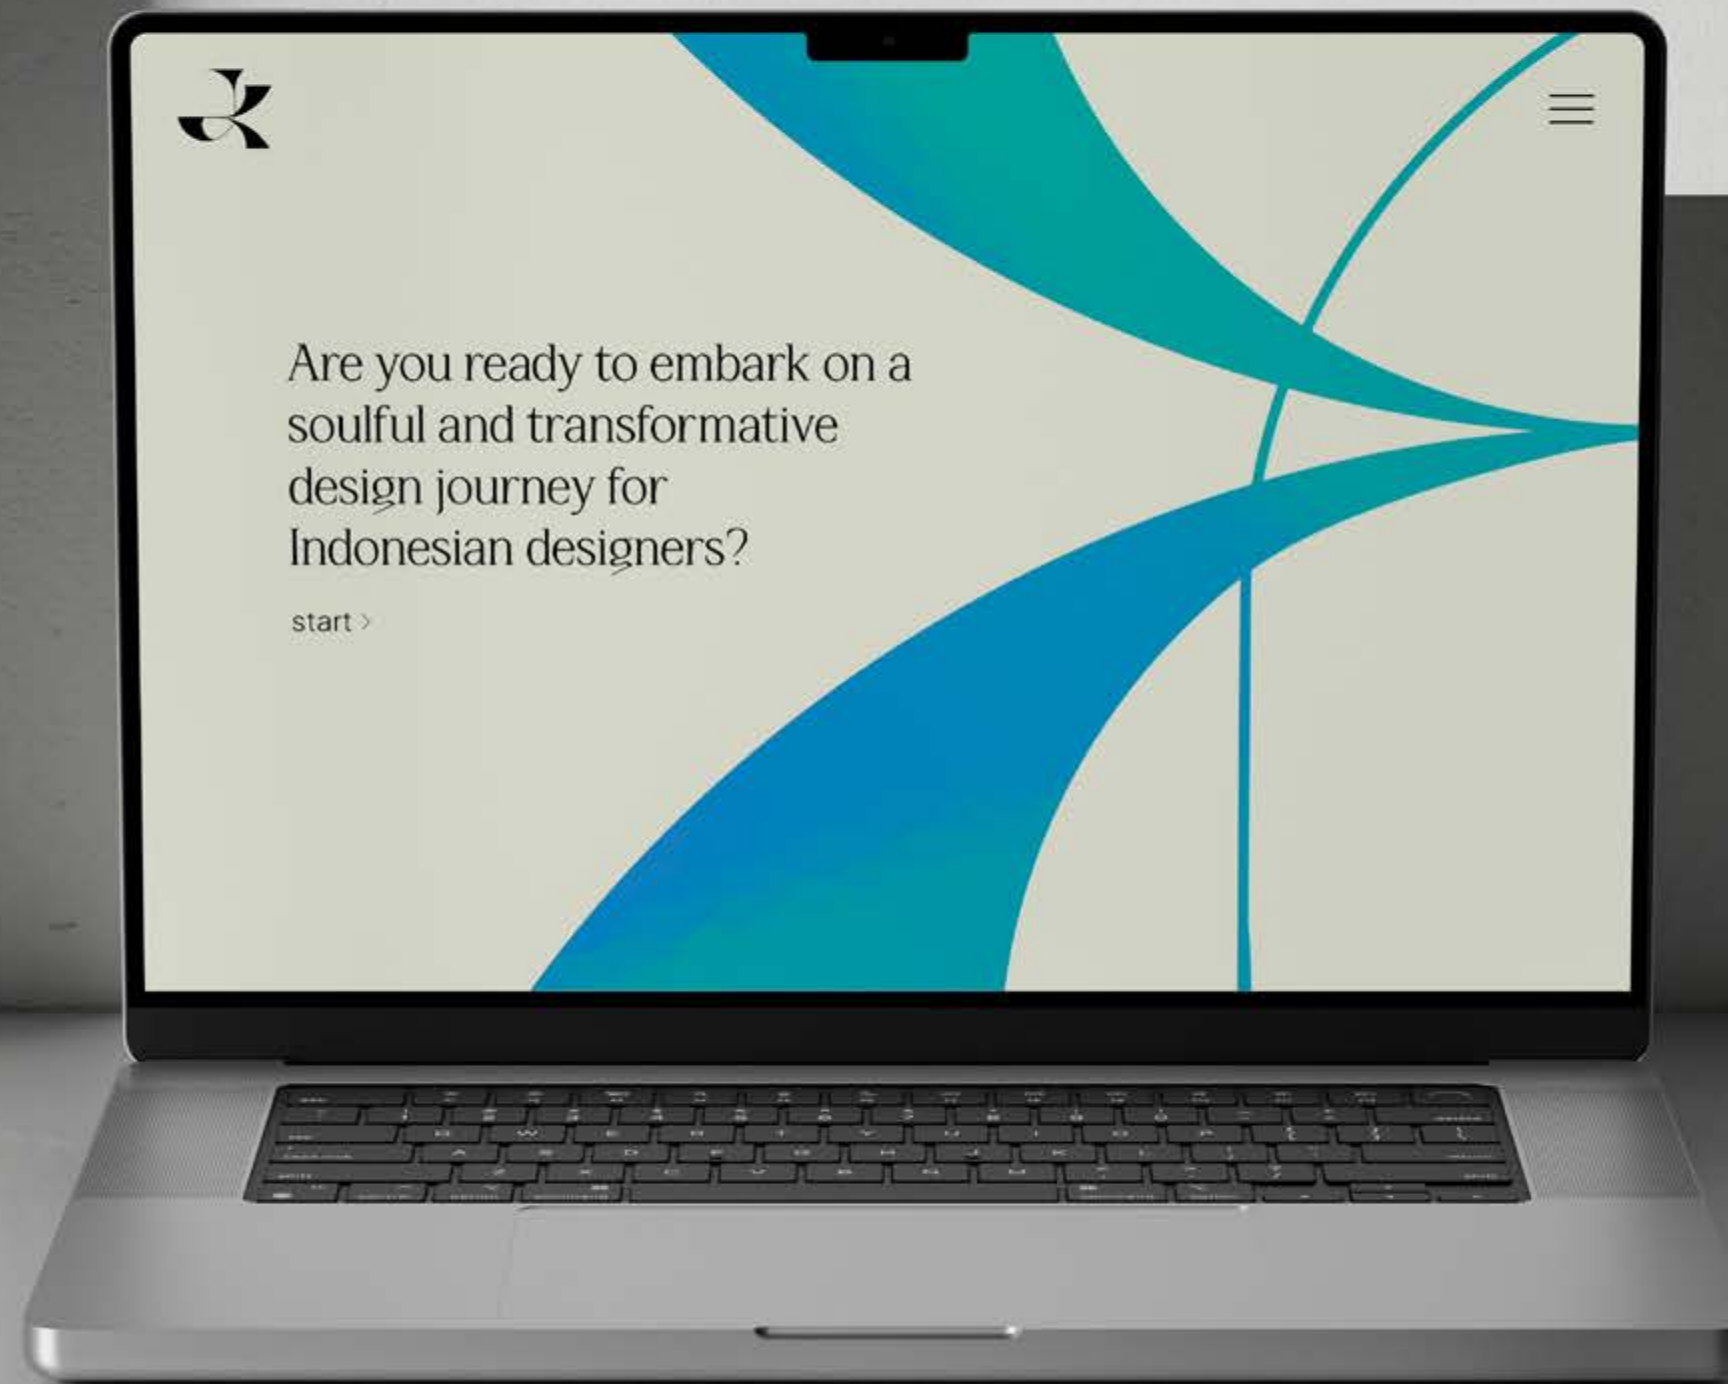 Are you ready to embark on a
soulful and transformative
design journey for
Indonesian designers?
start >